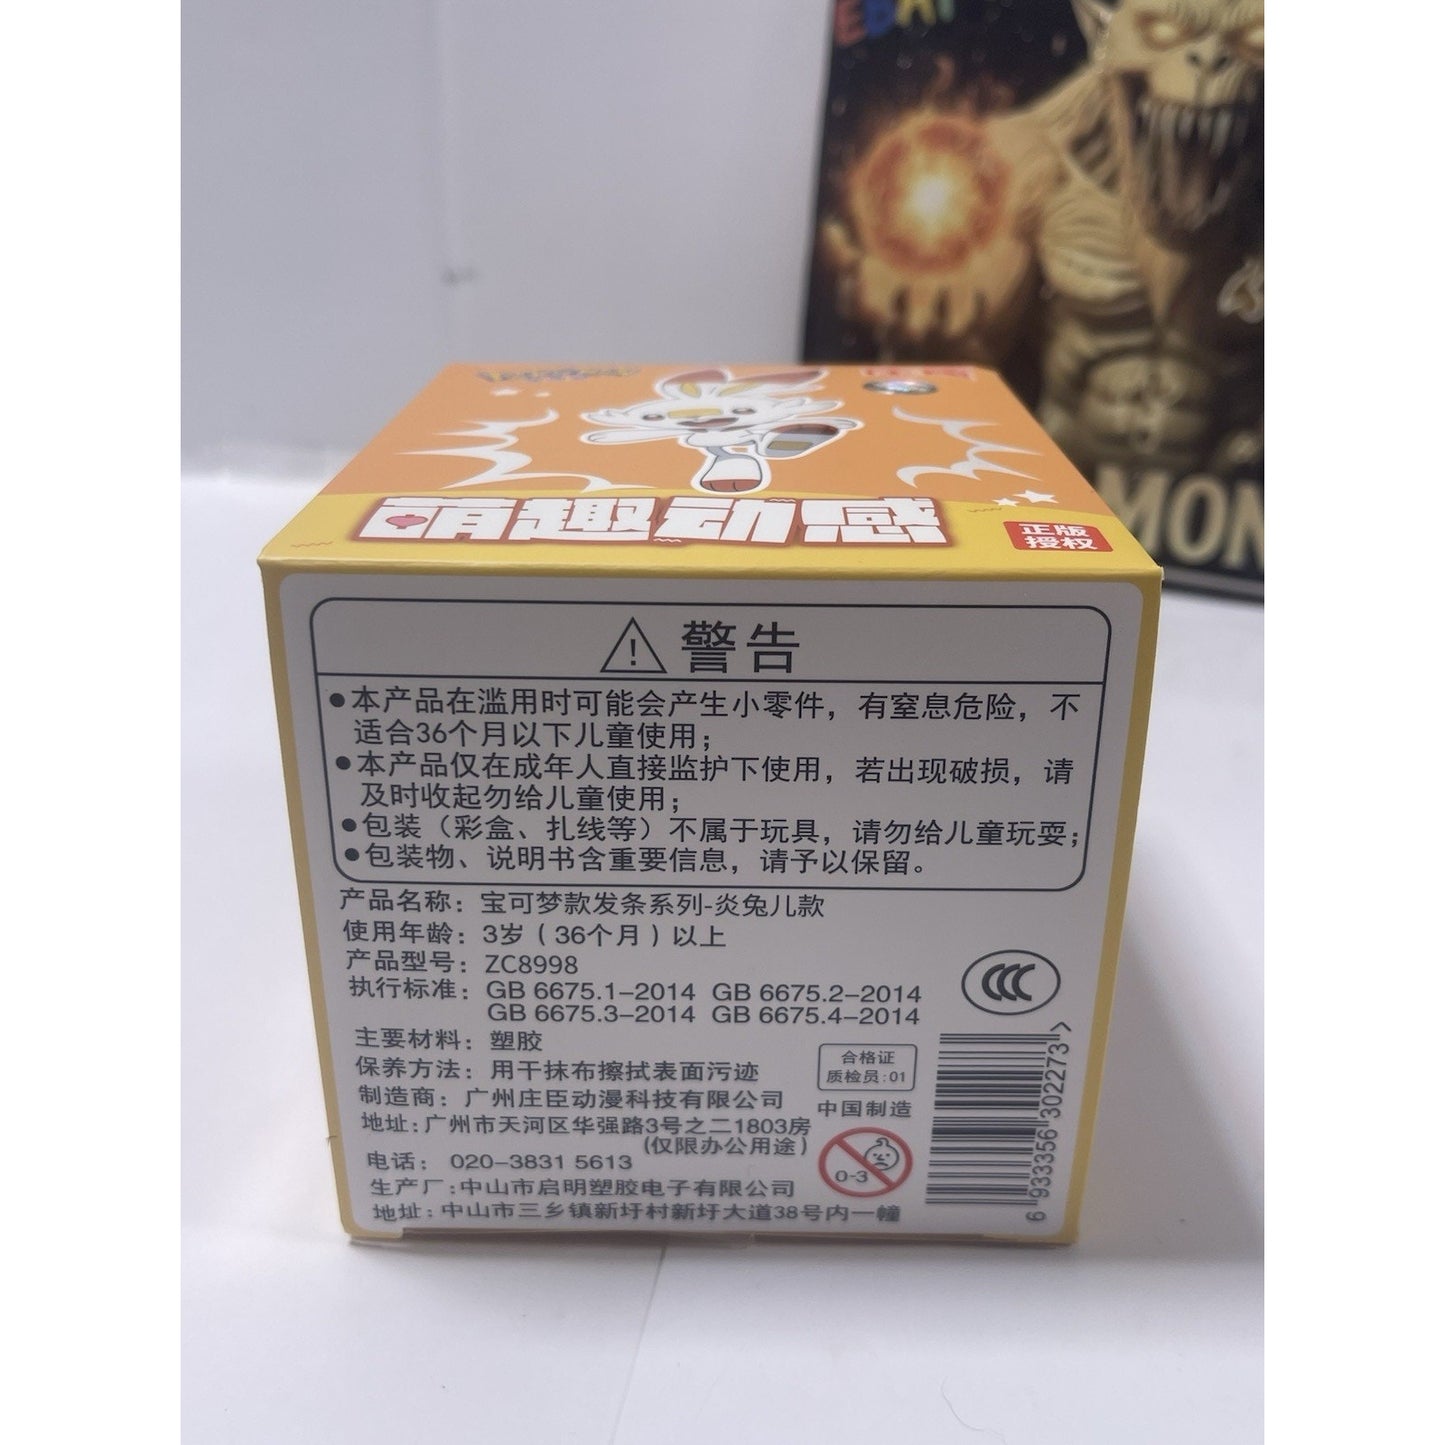 EDAY
MON
萌趣动感
正版
授权
警告
●本产品在滥用时可能会产生小零件，有窒息危险，不
适合36个月以下儿童使用；
●本产品仅在成年人直接监护下使用，若出现破损，请
及时收起勿给儿童使用；
●包装（彩盒、扎线等）不属于玩具，请勿给儿童玩耍；
●包装物、说明书含重要信息，请予以保留。
产品名称：宝可梦款发条系列-炎兔儿款
使用年龄：3岁（36个月）以上
产品型号：ZC8998
执行标准：GB 6675.1–2014 GB 6675.2–2014
GB 6675.3–2014 GB 6675.4–2014
主要材料：塑胶
保养方法：用干抹布擦拭表面污迹
制造商：广州庄臣动漫科技有限公司
地址：广州市天河区华强路3号之二1803房
(仅限办公用途)
电话： 020–3831 5613
生产厂：中山市启明塑胶电子有限公司
地址：中山市三乡镇新圩村新圩大道38号内一幢
CCC
合格证
质检员：01
中国制造
0-3
6 933356 302273 >